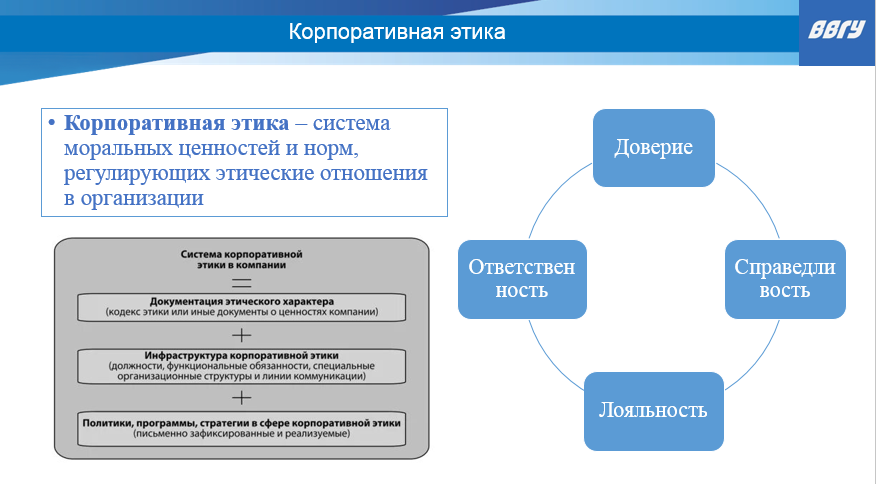 Корпоративная этика
ВВГУ
• Корпоративная этика – система
моральных ценностей и норм,
регулирующих этические отношения
в организации
Система корпоративной
этики в компании
=
Документация этического характера
(кодекс этики или иные документы о ценностях компании)
+
Инфраструктура корпоративной этики
(должности, функциональные обязанности, специальные
организационные структуры и линии коммуникации)
+
Политики, программы, стратегии в сфере корпоративной этики
(письменно зафиксированные и реализуемые)
Доверие
Справедли
вость
Лояльность
Ответствен
ность